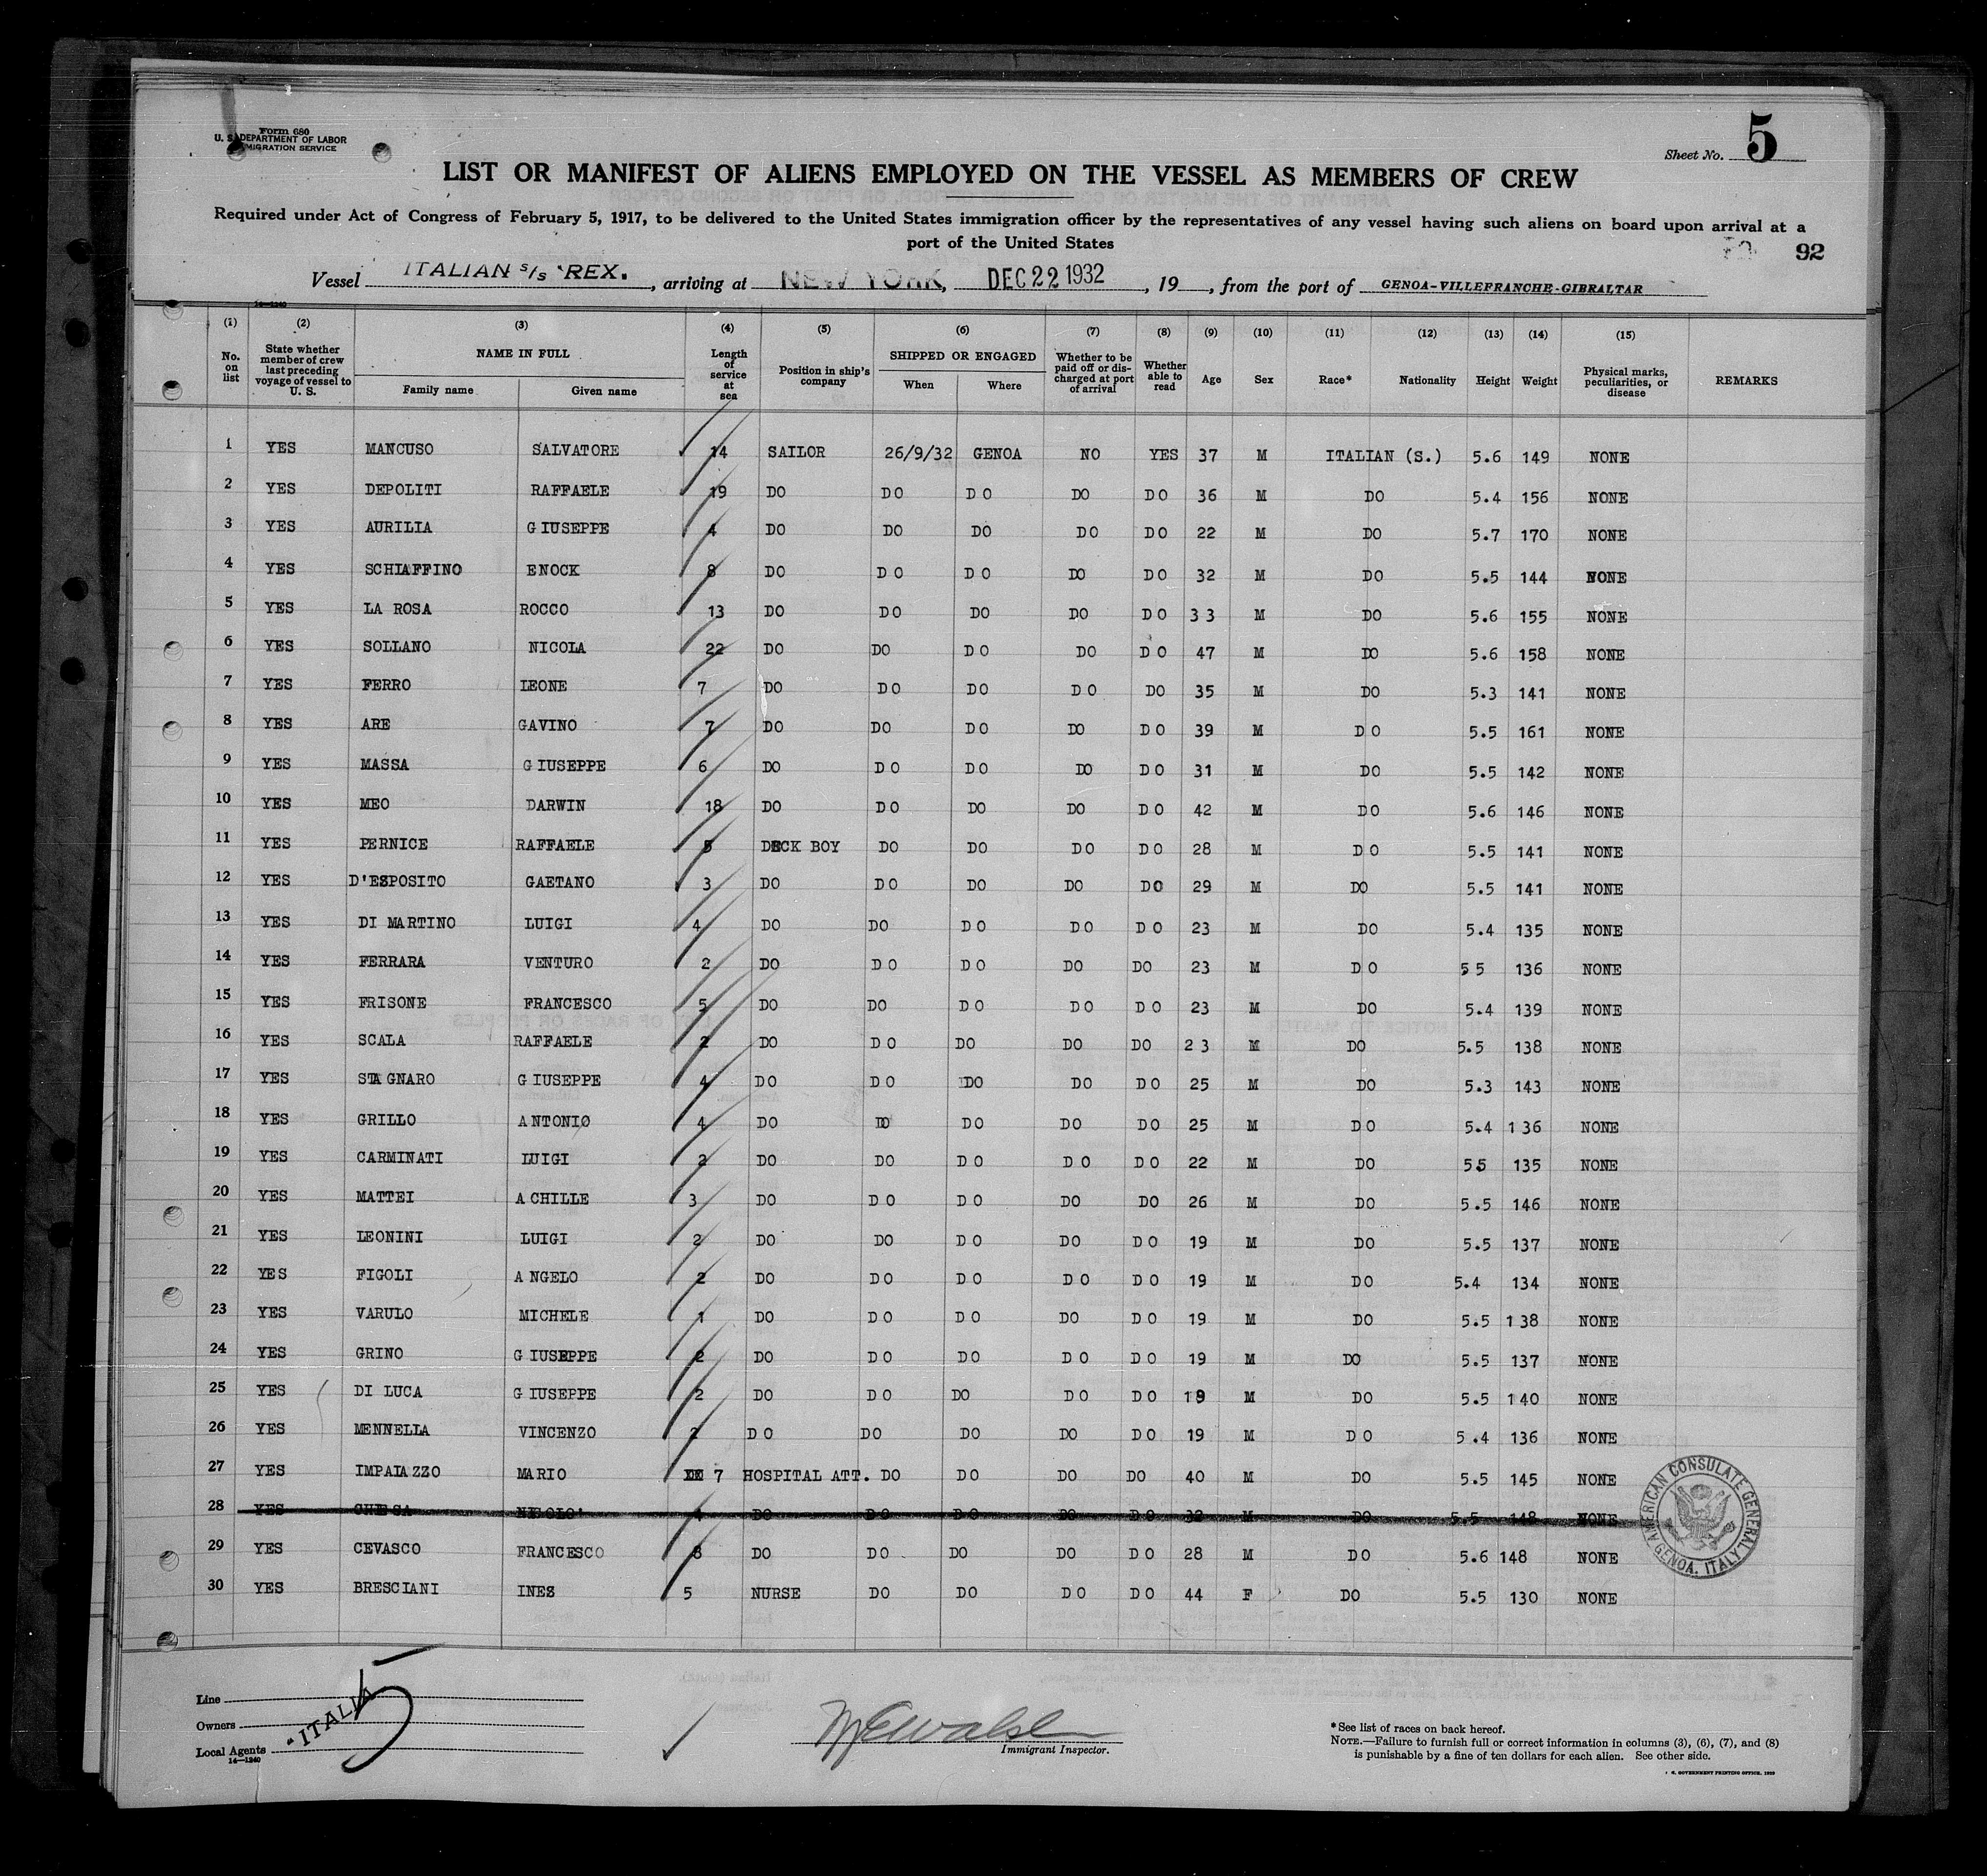 Form 680
U. S. DEPARTMENT OF LABOR
IMMIGRATION SERVICE
Sheet No. 5
LIST OR MANIFEST OF ALIENS EMPLOYED ON THE VESSEL AS MEMBERS OF CREW
Required under Act of Congress of February 5, 1917, to be delivered to the United States immigration officer by the representatives of any vessel having such aliens on board upon arrival at a
port of the United States
92
Vessel ITALIAN S/S "REX. , arriving at NEW YORK, DEC 22 1932 , 19 , from the port of GENOA-VILLEFRANCHE-GIBRALTAR
14-1240
(1) (2) (3) (4) (5) (6) (7) (8) (9) (10) (11) (12) (13) (14) (15)
No. on list State whether member of crew last preceding voyage of vessel to U. S. NAME IN FULL Family name Given name Length of service at sea Position in ship's company SHIPPED OR ENGAGED When Where Whether to be paid off or discharged at port of arrival Whether able to read Age Sex Race* Nationality Height Weight Physical marks, peculiarities, or disease REMARKS
1 YES MANCUSO SALVATORE 14 SAILOR 26/9/32 GENOA NO YES 37 M ITALIAN (S.) 5.6 149 NONE
2 YES DEPOLITI RAFFAELE 19 DO DO DO DO DO 36 M DO 5.4 156 NONE
3 YES AURILIA GIUSEPPE 4 DO DO DO DO DO 22 M DO 5.7 170 NONE
4 YES SCHIAFFINO ENOCK 8 DO DO DO DO DO 32 M DO 5.5 144 NONE
5 YES LA ROSA ROCCO 13 DO DO DO DO DO 33 M DO 5.6 155 NONE
6 YES SOLLANO NICOLA 22 DO DO DO DO DO 47 M DO 5.6 158 NONE
7 YES FERRO LEONE 7 DO DO DO DO DO 35 M DO 5.3 141 NONE
8 YES ARE GAVINO 7 DO DO DO DO DO 39 M DO 5.5 161 NONE
9 YES MASSA GIUSEPPE 6 DO DO DO DO DO 31 M DO 5.5 142 NONE
10 YES MEO DARWIN 18 DO DO DO DO DO 42 M DO 5.6 146 NONE
11 YES PERNICE RAFFAELE 5 DECK BOY DO DO DO DO 28 M DO 5.5 141 NONE
12 YES D'ESPOSITO GAETANO 3 DO DO DO DO DO 29 M DO 5.5 141 NONE
13 YES DI MARTINO LUIGI 4 DO DO DO DO DO 23 M DO 5.4 135 NONE
14 YES FERRARA VENTURO 2 DO DO DO DO DO 23 M DO 5 5 136 NONE
15 YES FRISONE FRANCESCO 5 DO DO DO DO DO 23 M DO 5.4 139 NONE
16 YES SCALA RAFFAELE 2 DO DO DO DO DO 23 M DO 5.5 138 NONE
17 YES STAGNARO GIUSEPPE 4 DO DO DO DO DO 25 M DO 5.3 143 NONE
18 YES GRILLO ANTONIO 4 DO DO DO DO DO 25 M DO 5.4 136 NONE
19 YES CARMINATI LUIGI 2 DO DO DO DO DO 22 M DO 5.5 135 NONE
20 YES MATTEI ACHILLE 3 DO DO DO DO DO 26 M DO 5.5 146 NONE
21 YES LEONINI LUIGI 2 DO DO DO DO DO 19 M DO 5.5 137 NONE
22 YES FIGOLI ANGELO 2 DO DO DO DO DO 19 M DO 5.4 134 NONE
23 YES VARULO MICHELE 1 DO DO DO DO DO 19 M DO 5.5 138 NONE
24 YES GRINO GIUSEPPE 2 DO DO DO DO DO 19 M DO 5.5 137 NONE
25 YES DI LUCA GIUSEPPE 2 DO DO DO DO DO 19 M DO 5.5 140 NONE
26 YES MENNELLA VINCENZO 2 DO DO DO DO DO 19 M DO 5.4 136 NONE
27 YES IMPAIAZZO MARIO 7 HOSPITAL ATT. DO DO DO DO 40 M DO 5.5 145 NONE
28 YES NICOLO' 4 DO DO DO DO DO 32 M DO 5.5 148 NONE
29 YES CEVASCO FRANCESCO 8 DO DO DO DO DO 28 M DO 5.6 148 NONE
30 YES BRESCIANI INES 5 NURSE DO DO DO DO 44 F DO 5.5 130 NONE
AMERICAN CONSULATE GENERAL
GENOA, ITALY
Line
Owners
Local Agents
"ITALIA
5
14-1240
Immigrant Inspector.
*See list of races on back hereof.
NOTE.—Failure to furnish full or correct information in columns (3), (6), (7), and (8)
is punishable by a fine of ten dollars for each alien. See other side.
GOVERNMENT PRINTING OFFICE, 1929